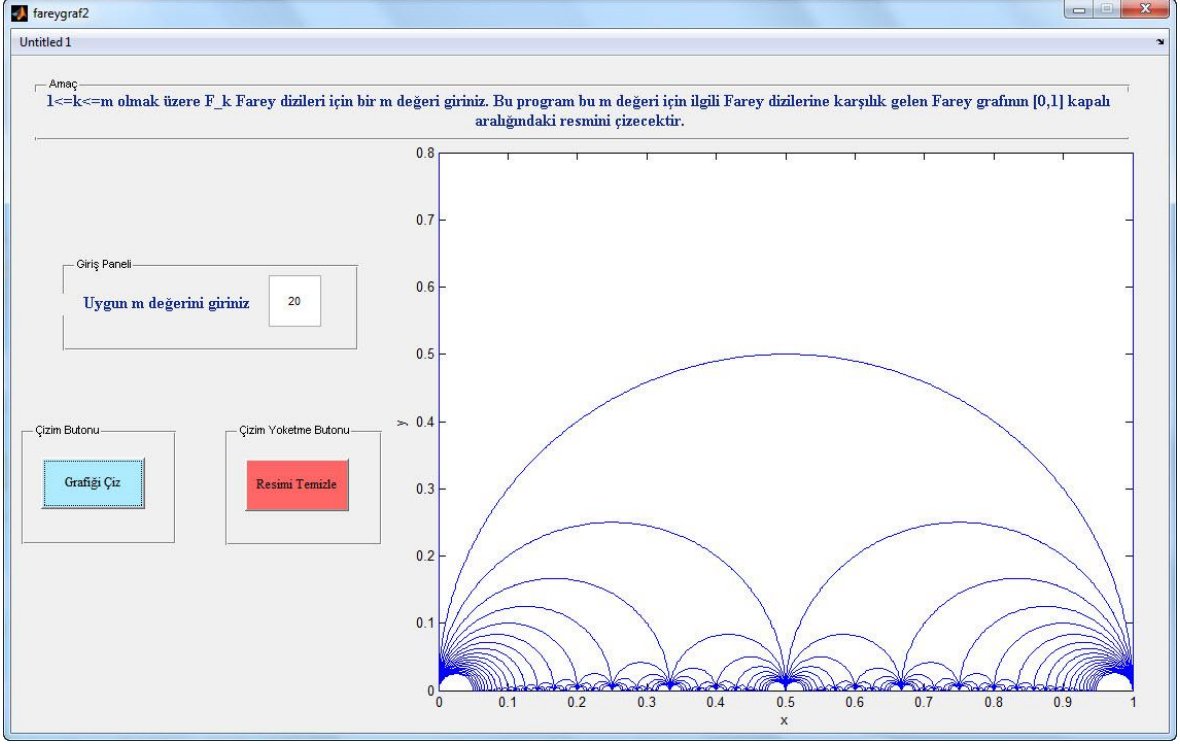 fareygraf2
Untitled 1
Amaç
1<=k<=m olmak üzere F_k Farey dizileri için bir m değeri giriniz. Bu program bu m değeri için ilgili Farey dizilerine karşılık gelen Farey grafının [0,1] kapalı
aralığındaki resmini çizecektir.
Giriş Paneli
Uygun m değerini giriniz
20
Çizim Butonu
Grafiği Çiz
Çizim Yoketme Butonu
Resimi Temizle
0.8
0.7
0.6
0.5
0.4
0.3
0.2
0.1
0
y
0 0.1 0.2 0.3 0.4 0.5 0.6 0.7 0.8 0.9 1
x